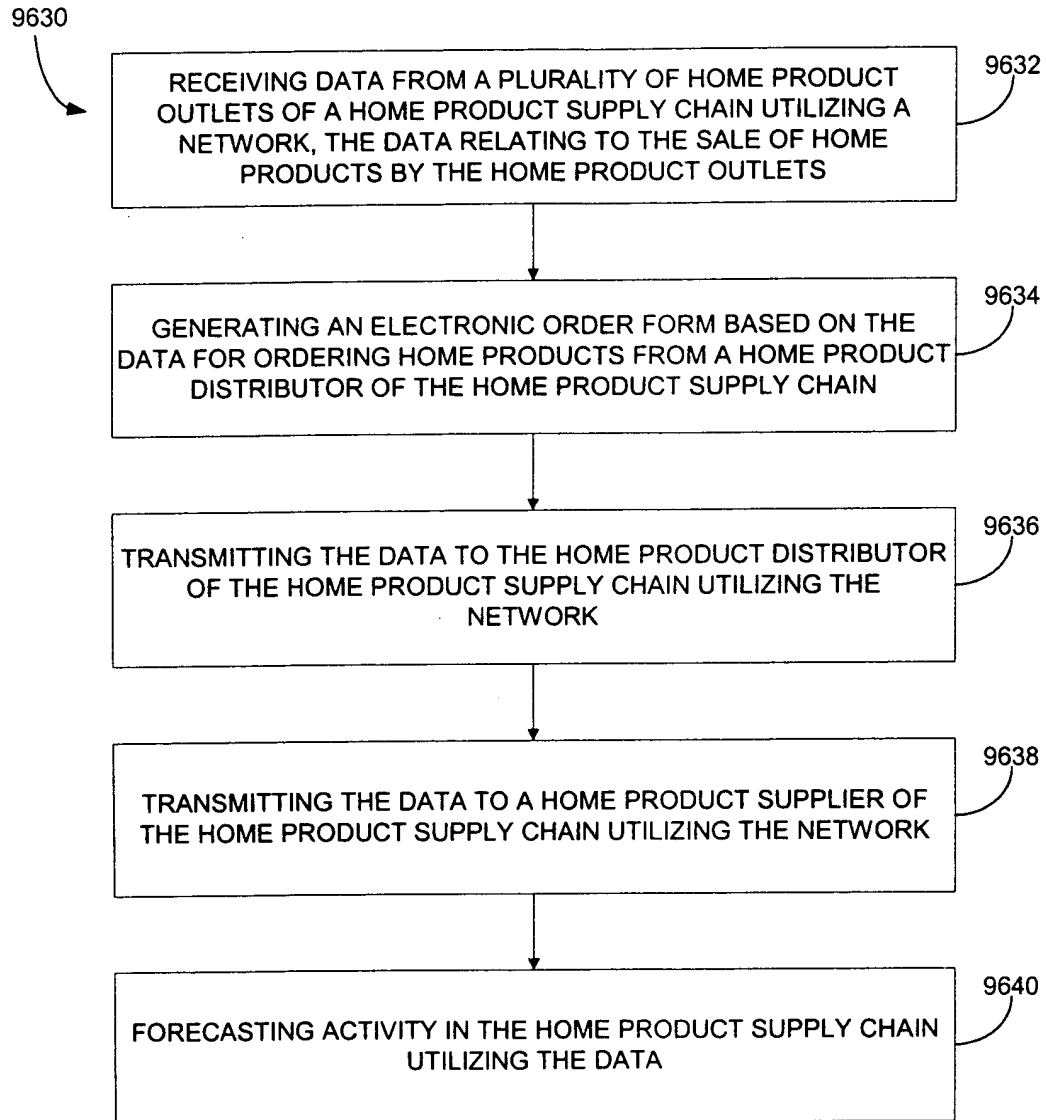 9630
RECEIVING DATA FROM A PLURALITY OF HOME PRODUCT
OUTLETS OF A HOME PRODUCT SUPPLY CHAIN UTILIZING A
NETWORK, THE DATA RELATING TO THE SALE OF HOME
PRODUCTS BY THE HOME PRODUCT OUTLETS
9632
GENERATING AN ELECTRONIC ORDER FORM BASED ON THE
DATA FOR ORDERING HOME PRODUCTS FROM A HOME PRODUCT
DISTRIBUTOR OF THE HOME PRODUCT SUPPLY CHAIN
9634
TRANSMITTING THE DATA TO THE HOME PRODUCT DISTRIBUTOR
OF THE HOME PRODUCT SUPPLY CHAIN UTILIZING THE
NETWORK
9636
TRANSMITTING THE DATA TO A HOME PRODUCT SUPPLIER OF
THE HOME PRODUCT SUPPLY CHAIN UTILIZING THE NETWORK
9638
FORECASTING ACTIVITY IN THE HOME PRODUCT SUPPLY CHAIN
UTILIZING THE DATA
9640